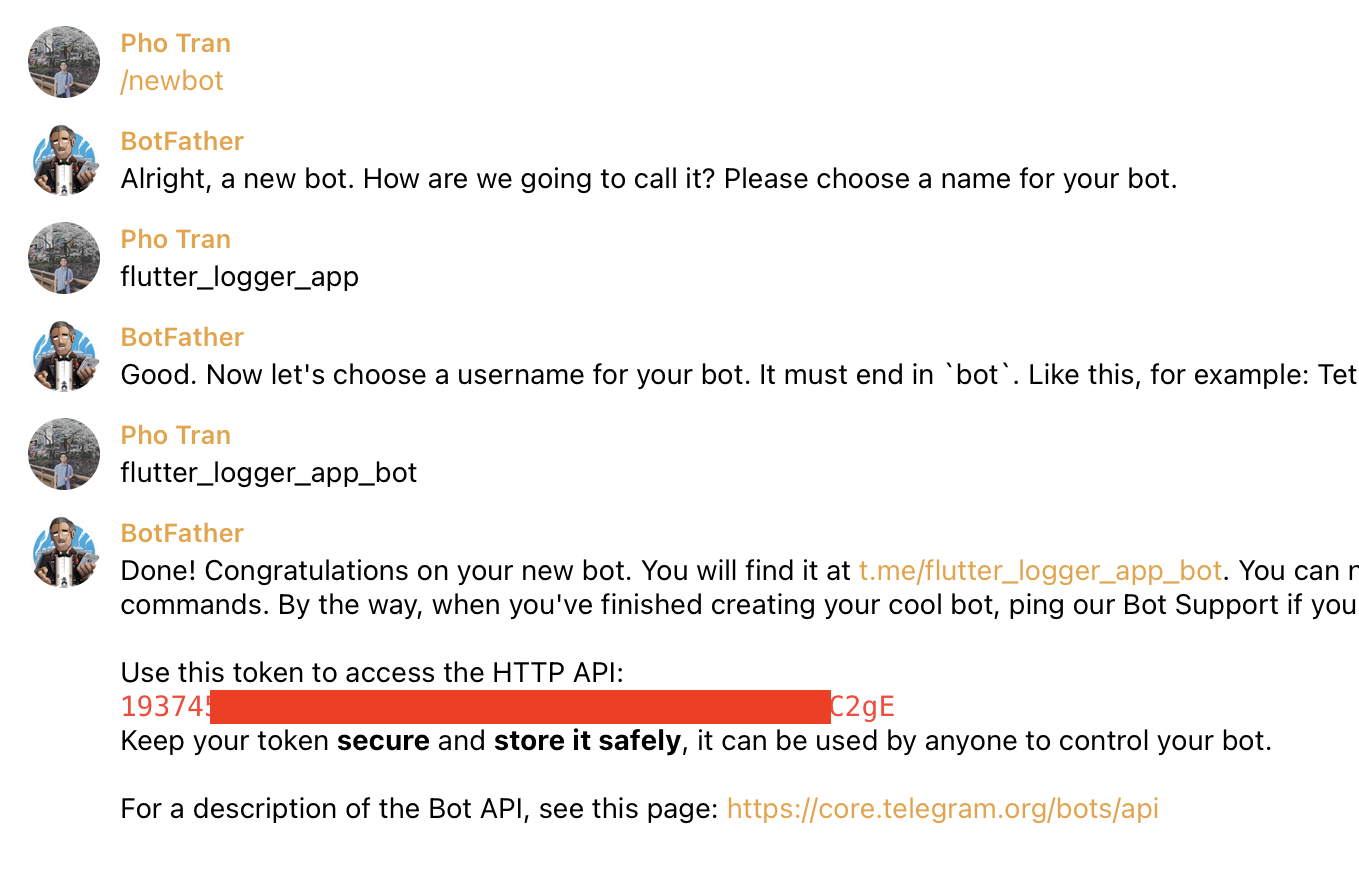 Pho Tran
/newbot
BotFather
Alright, a new bot. How are we going to call it? Please choose a name for your bot.
Pho Tran
flutter_logger_app
BotFather
Good. Now let's choose a username for your bot. It must end in `bot`. Like this, for example: Tet
Pho Tran
flutter_logger_app_bot
BotFather
Done! Congratulations on your new bot. You will find it at t.me/flutter_logger_app_bot. You can
commands. By the way, when you've finished creating your cool bot, ping our Bot Support if you
Use this token to access the HTTP API:
193745 C2gE
Keep your token secure and store it safely, it can be used by anyone to control your bot.
For a description of the Bot API, see this page: https://core.telegram.org/bots/api